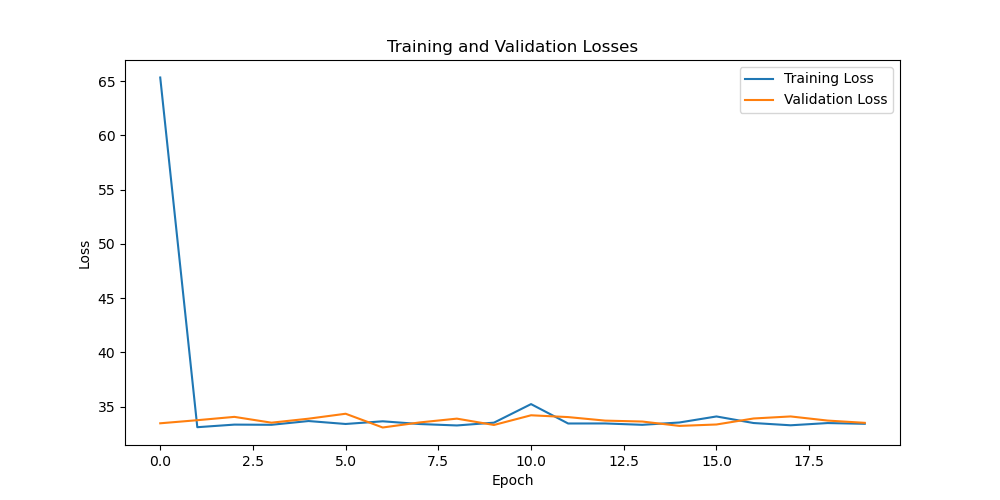 Training and Validation Losses
Training Loss
Validation Loss
65
60
55
50
45
40
35
Loss
0.0 2.5 5.0 7.5 10.0 12.5 15.0 17.5
Epoch